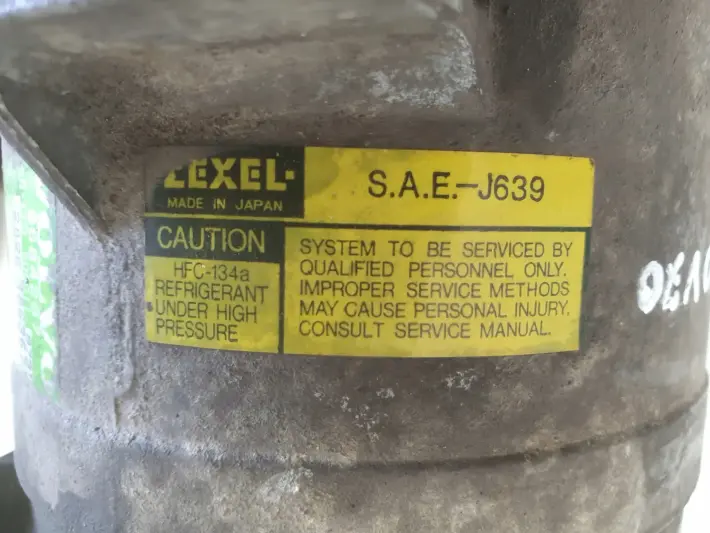 ZEXEL.
MADE IN JAPAN
S.A.E.-J639
CAUTION
HFC-134a
REFRIGERANT
UNDER HIGH
PRESSURE
SYSTEM TO BE SERVICED BY
QUALIFIED PERSONNEL ONLY.
IMPROPER SERVICE METHODS
MAY CAUSE PERSONAL INJURY.
CONSULT SERVICE MANUAL.